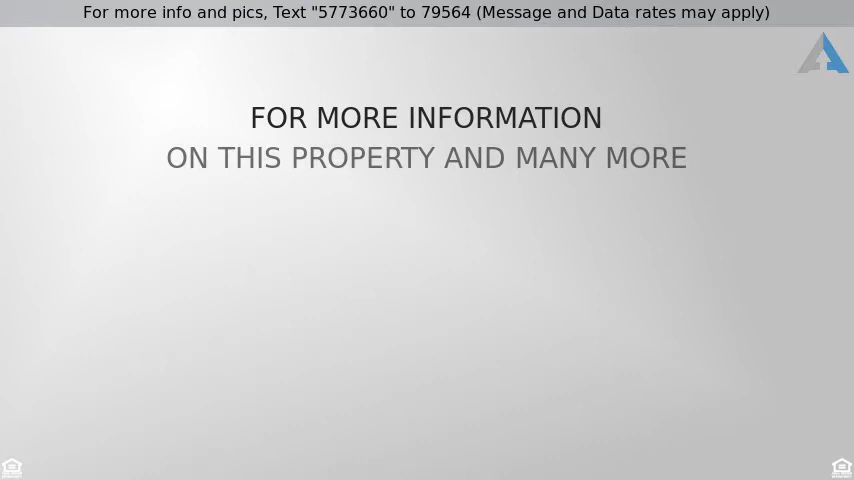 For more info and pics, Text "5773660" to 79564 (Message and Data rates may apply)
FOR MORE INFORMATION
ON THIS PROPERTY AND MANY MORE